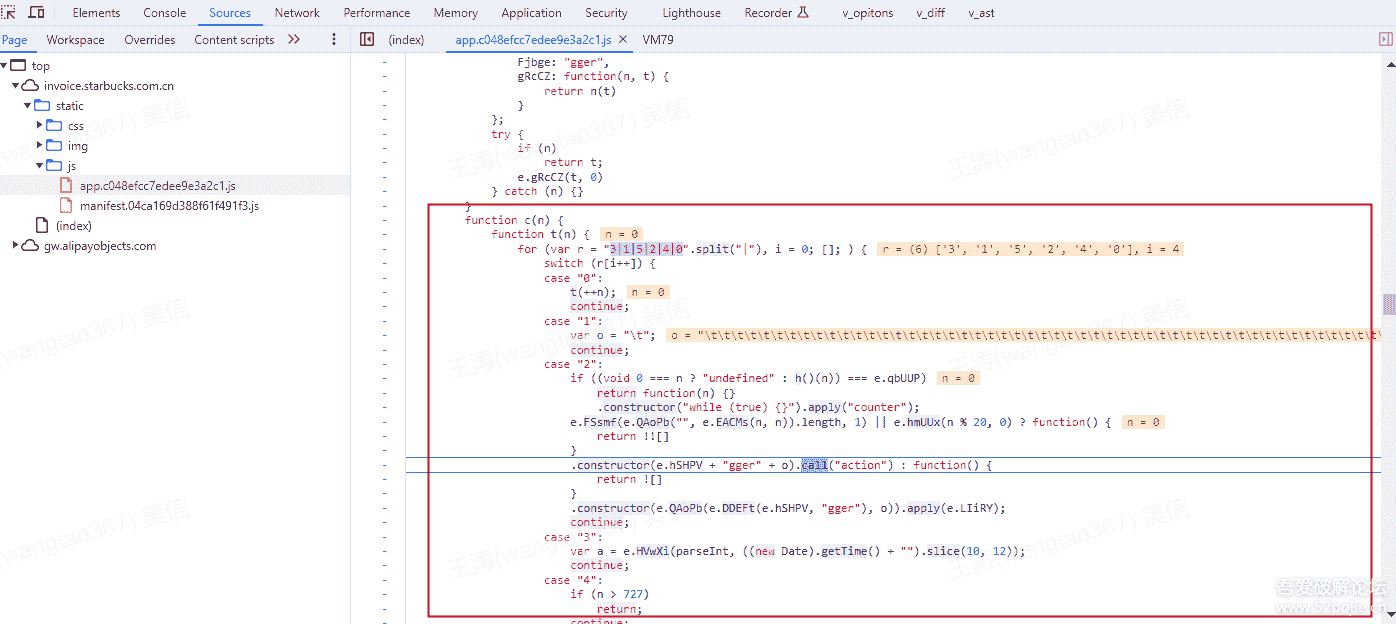 Elements Console Sources Network Performance Memory Application Security Lighthouse Recorder v_opitons v_diff v_ast
Page Workspace Overrides Content scripts (index) app.c048efcc7edee9e3a2c1.js × VM79
top
invoice.starbucks.com.cn
static
css
img
js
app.c048efcc7edee9e3a2c1.js
manifest.04ca169d388f61f491f3.js
(index)
gw.alipayobjects.com
Fjbge: "gger",
gRcCZ: function(n, t) {
return n(t)
}
};
try {
if (n)
return t;
e.gRcCZ(t, 0)
} catch (n) {}
}
function c(n) {
function t(n) { n = 0
for (var r = "3|1|5|2|4|0".split("|"), i = 0; []; ) { r = (6) ['3', '1', '5', '2', '4', '0'], i = 4
switch (r[i++]) {
case "0":
t(++n); n = 0
continue;
case "1":
var o = "\t"; o = "\t\t\t\t\t\t\t\t\t\t\t\t\t\t\t\t\t\t\t\t\t\t\t\t\t\t\t\t\t\t\t\t\t\t\t\t\t\t\t\t\t\t\t\t\t\t\t\t\t\t\t\
continue;
case "2":
if ((void 0 === n ? "undefined" : h()(n)) === e.qbUUP) n = 0
return function(n) {}
.constructor("while (true) {}").apply("counter");
e.FSsmf(e.QAoPb("", e.EACMs(n, n)).length, 1) || e.hmUUx(n % 20, 0) ? function() { n = 0
return !![]
}
.constructor(e.hSHPV + "gger" + o).call("action") : function() {
return ![]
}
.constructor(e.QAoPb(e.DDEFt(e.hSHPV, "gger"), o)).apply(e.LIiRY);
continue;
case "3":
var a = e.HVwXi(parseInt, ((new Date).getTime() + "").slice(10, 12));
continue;
case "4":
if (n > 727)
return;
continue;
王涛(wangtao367) 美信
吾爱破解论坛
www.52pojie.cn